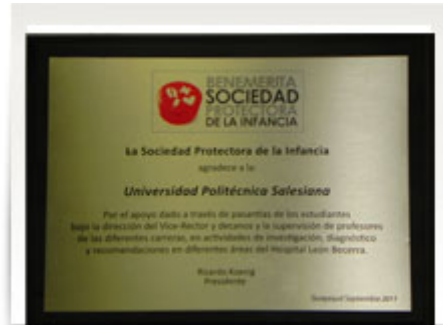 BENEMÉRITA
SOCIEDAD
PROTECTORA
DE LA INFANCIA
La Sociedad Protectora de la Infancia
agradece a la
Universidad Politécnica Salesiana
Por el apoyo dado a través de pasantías de los estudiantes
bajo la dirección del Vice-Rector y decanos y la supervisión de profesores
de las diferentes carreras, en actividades de investigación, diagnóstico
y recomendaciones en diferentes áreas del Hospital León Becerra.
Ricardo Koenig
Presidente
Guayaquil Septiembre 2017